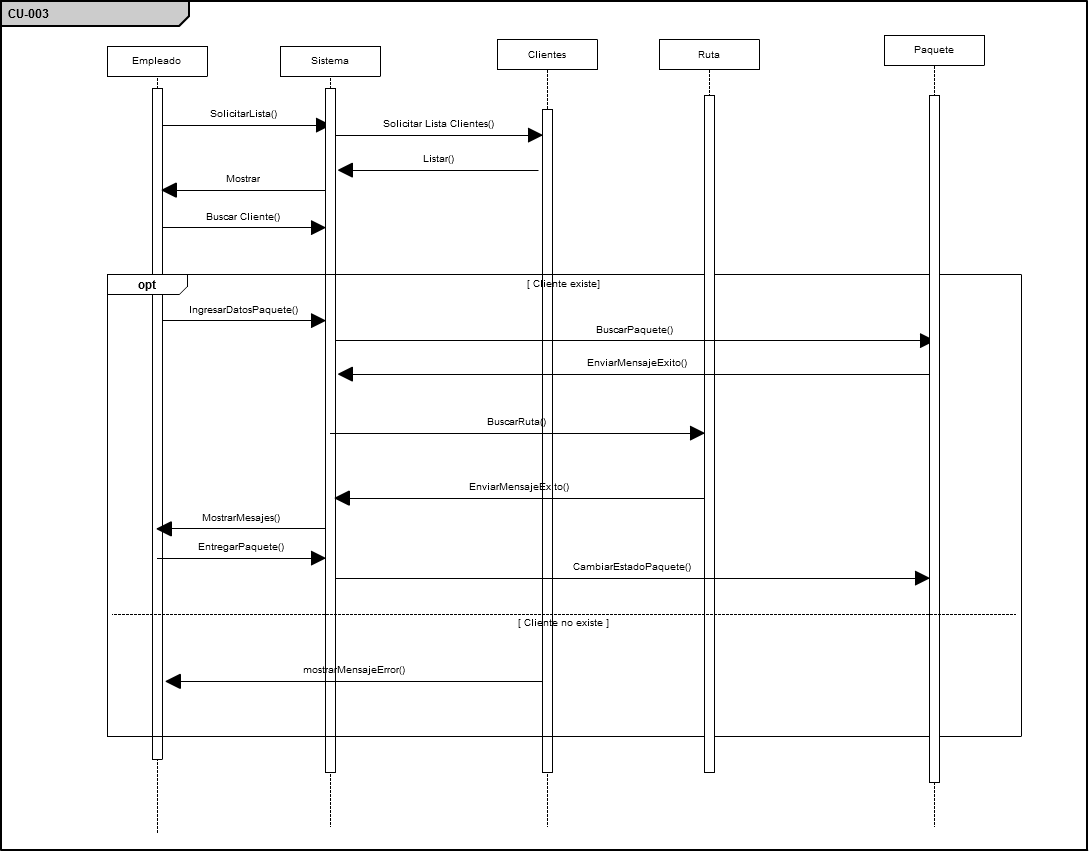 CU-003
Empleado
Sistema
Clientes
Ruta
Paquete
SolicitarLista()
Solicitar Lista Clientes()
Listar()
Mostrar
Buscar Cliente()
opt
[ Cliente existe]
IngresarDatosPaquete()
BuscarPaquete()
EnviarMensajeExito()
BuscarRuta()
EnviarMensajeExito()
MostrarMesajes()
EntregarPaquete()
CambiarEstadoPaquete()
[ Cliente no existe ]
mostrarMensajeError()